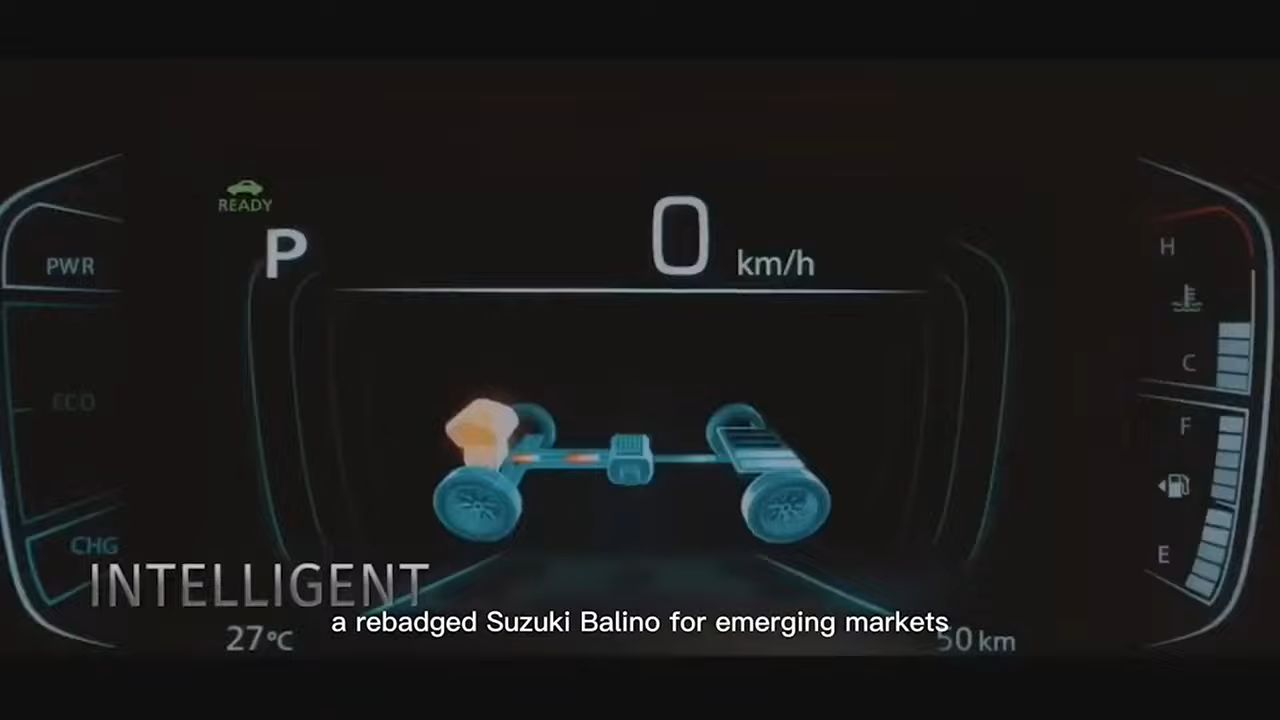 READY
P
0 km/h
PWR
ECO
CHG
H
C
F
E
INTELLIGENT
a rebadged Suzuki Balino for emerging markets
27°C
50 km